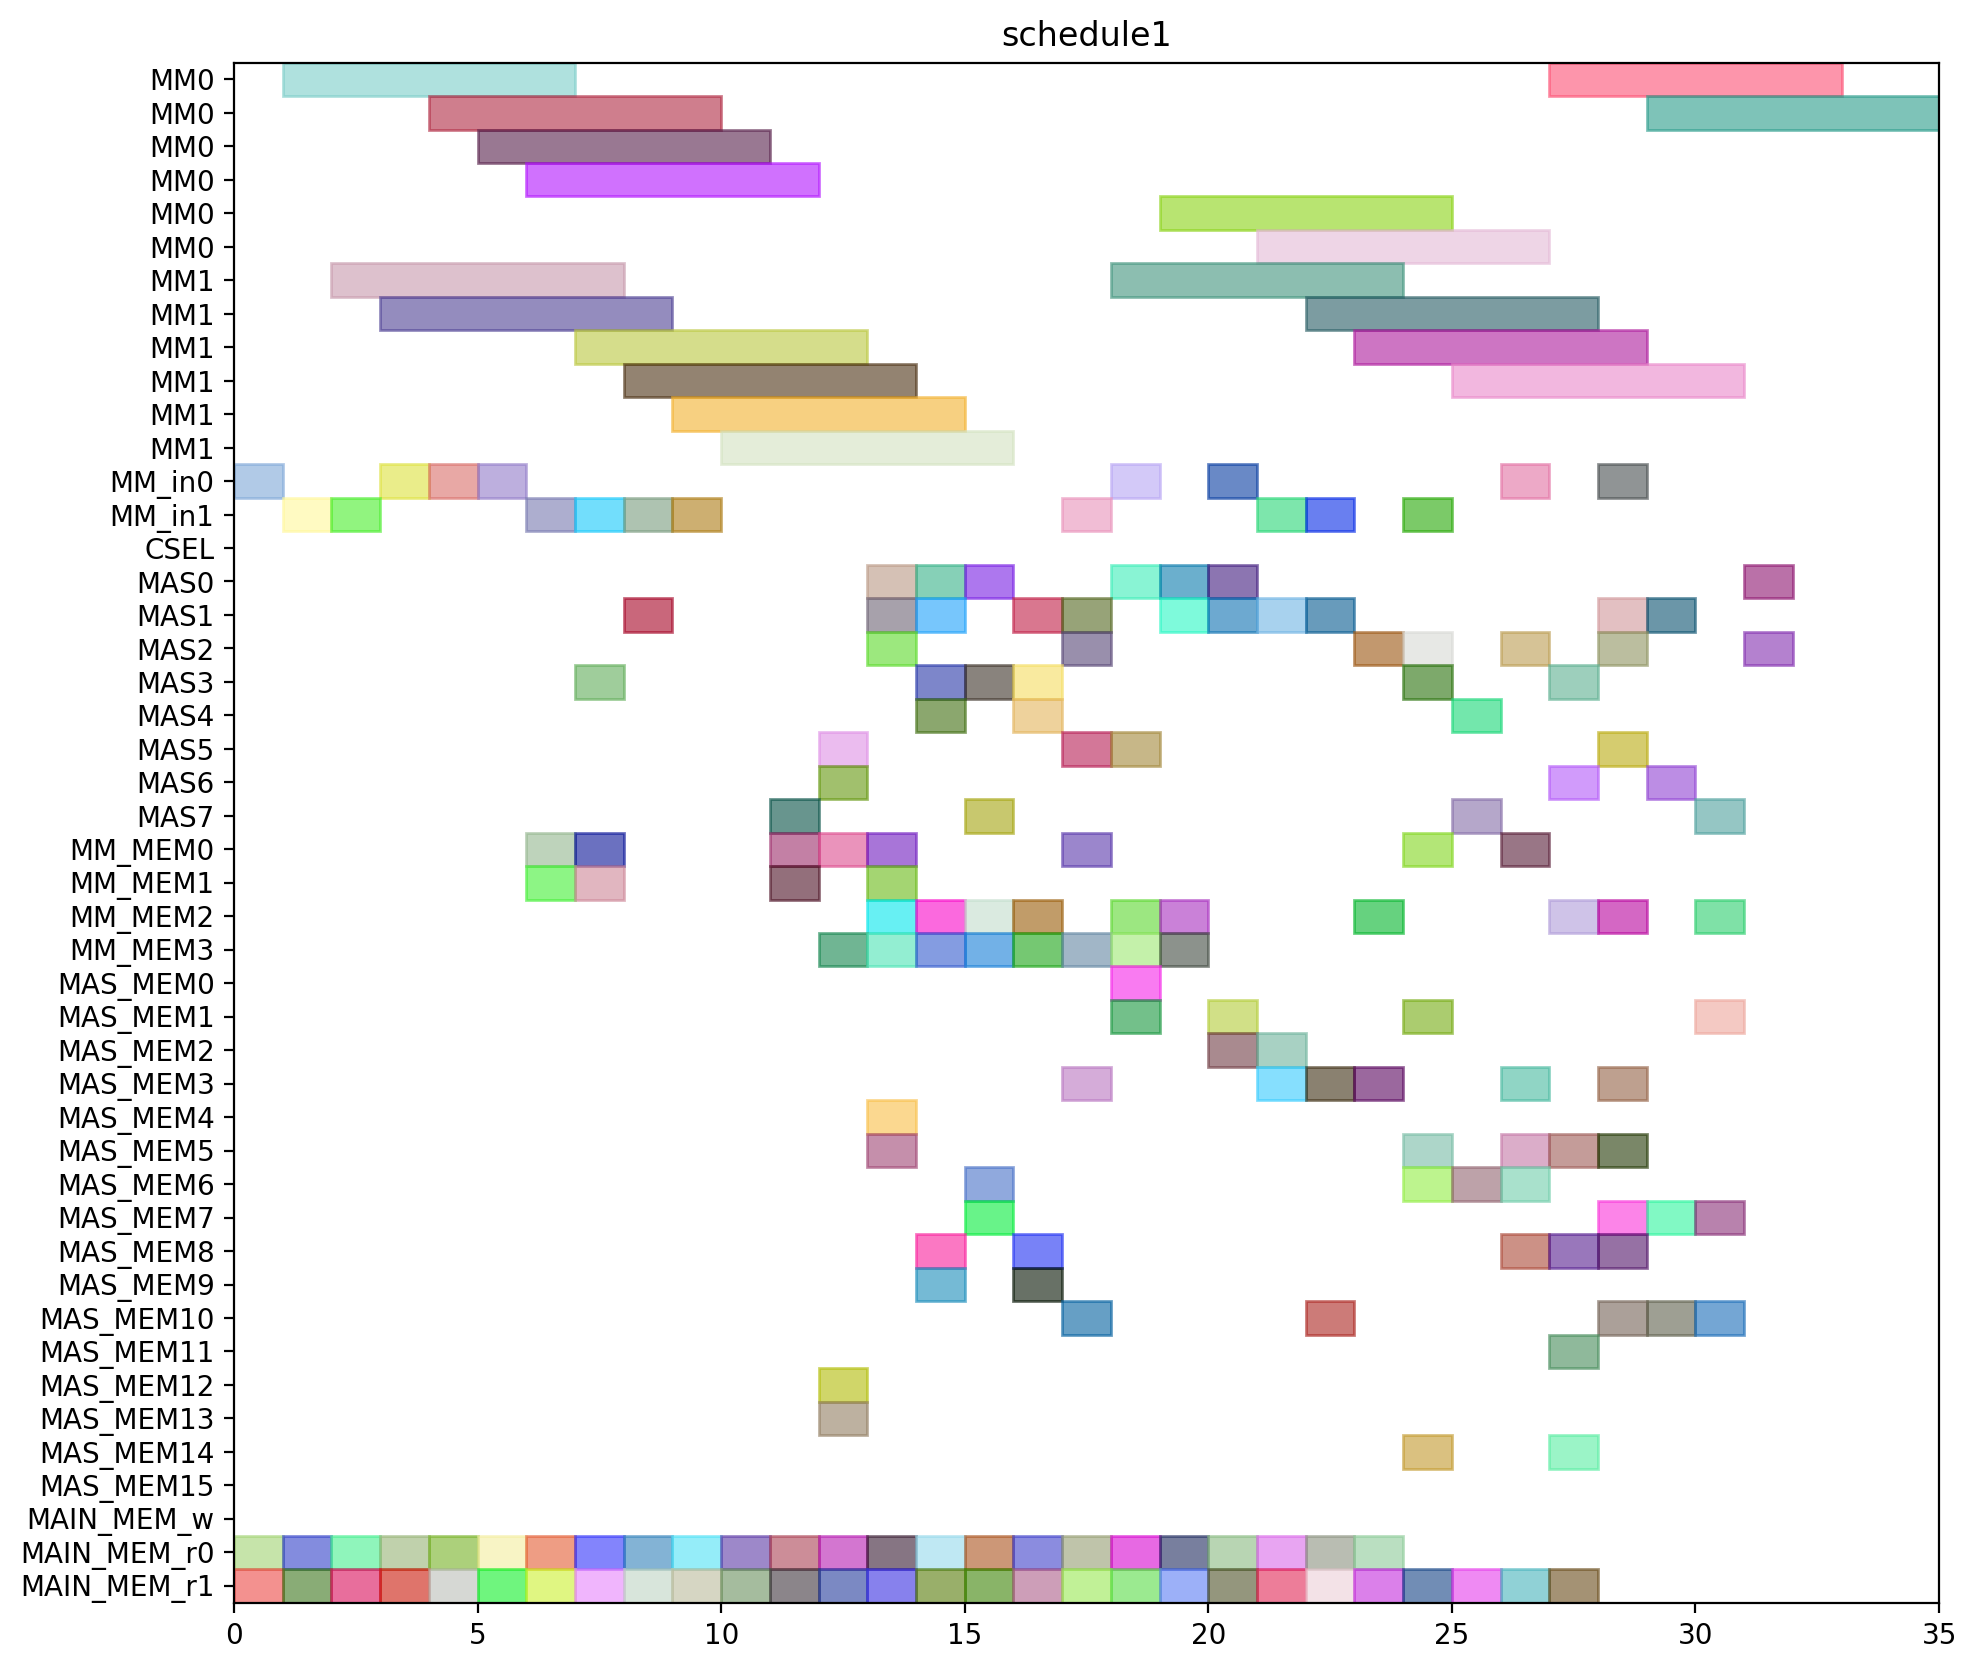 schedule1
MM0
MM0
MM0
MM0
MM0
MM0
MM1
MM1
MM1
MM1
MM1
MM1
MM_in0
MM_in1
CSEL
MAS0
MAS1
MAS2
MAS3
MAS4
MAS5
MAS6
MAS7
MM_MEM0
MM_MEM1
MM_MEM2
MM_MEM3
MAS_MEM0
MAS_MEM1
MAS_MEM2
MAS_MEM3
MAS_MEM4
MAS_MEM5
MAS_MEM6
MAS_MEM7
MAS_MEM8
MAS_MEM9
MAS_MEM10
MAS_MEM11
MAS_MEM12
MAS_MEM13
MAS_MEM14
MAS_MEM15
MAIN_MEM_w
MAIN_MEM_r0
MAIN_MEM_r1
0 5 10 15 20 25 30 35